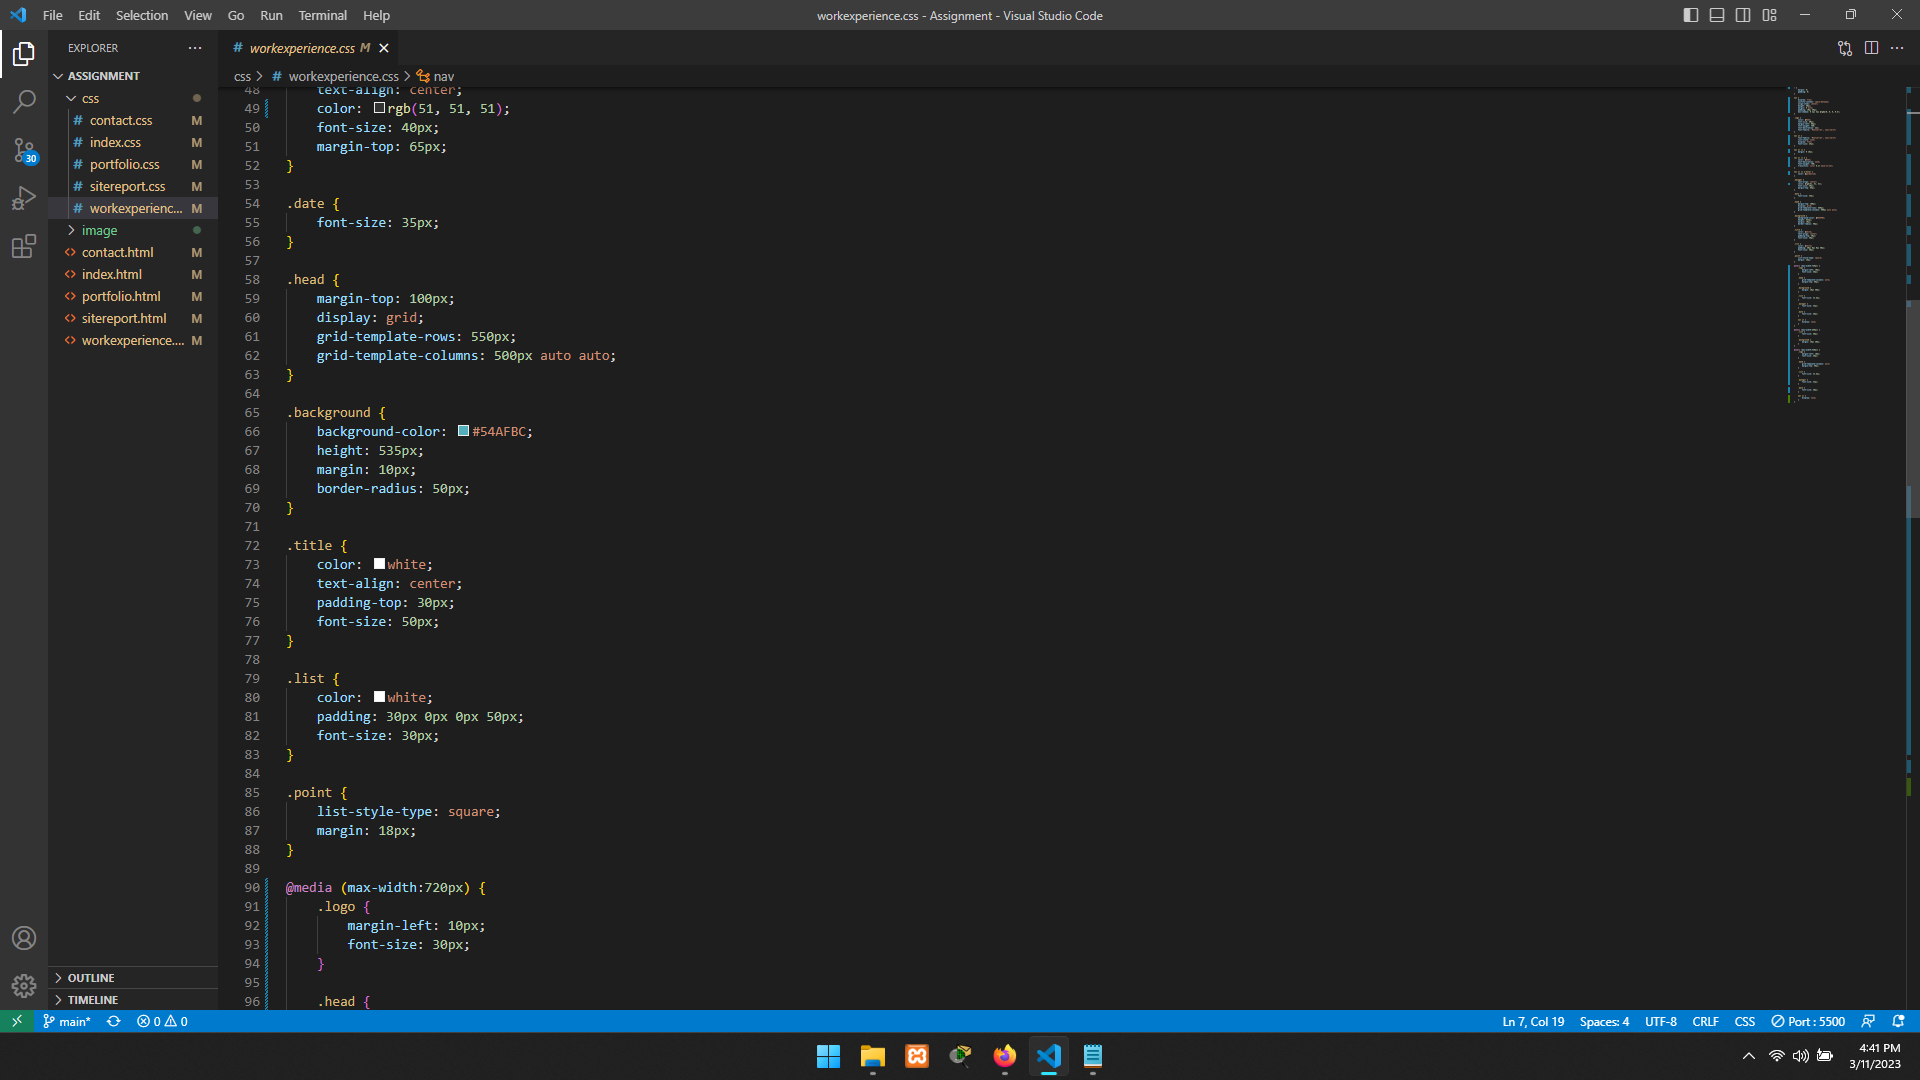 File Edit Selection View Go Run Terminal Help
workexperience.css - Assignment - Visual Studio Code
EXPLORER
ASSIGNMENT
css
# contact.css M
# index.css M
# portfolio.css M
# sitereport.css M
# workexperienc... M
image
<> contact.html M
<> index.html M
<> portfolio.html M
<> sitereport.html M
<> workexperience.... M
OUTLINE
TIMELINE
30
# workexperience.css M
css > # workexperience.css > nav
48 text-align: center;
49 color: rgb(51, 51, 51);
50 font-size: 40px;
51 margin-top: 65px;
52 }
53
54 .date {
55 font-size: 35px;
56 }
57
58 .head {
59 margin-top: 100px;
60 display: grid;
61 grid-template-rows: 550px;
62 grid-template-columns: 500px auto auto;
63 }
64
65 .background {
66 background-color: #54AFBC;
67 height: 535px;
68 margin: 10px;
69 border-radius: 50px;
70 }
71
72 .title {
73 color: white;
74 text-align: center;
75 padding-top: 30px;
76 font-size: 50px;
77 }
78
79 .list {
80 color: white;
81 padding: 30px 0px 0px 50px;
82 font-size: 30px;
83 }
84
85 .point {
86 list-style-type: square;
87 margin: 18px;
88 }
89
90 @media (max-width:720px) {
91 .logo {
92 margin-left: 10px;
93 font-size: 30px;
94 }
95
96 .head {
main* 0 0
Ln 7, Col 19 Spaces: 4 UTF-8 CRLF CSS Port : 5500
4:41 PM
3/11/2023